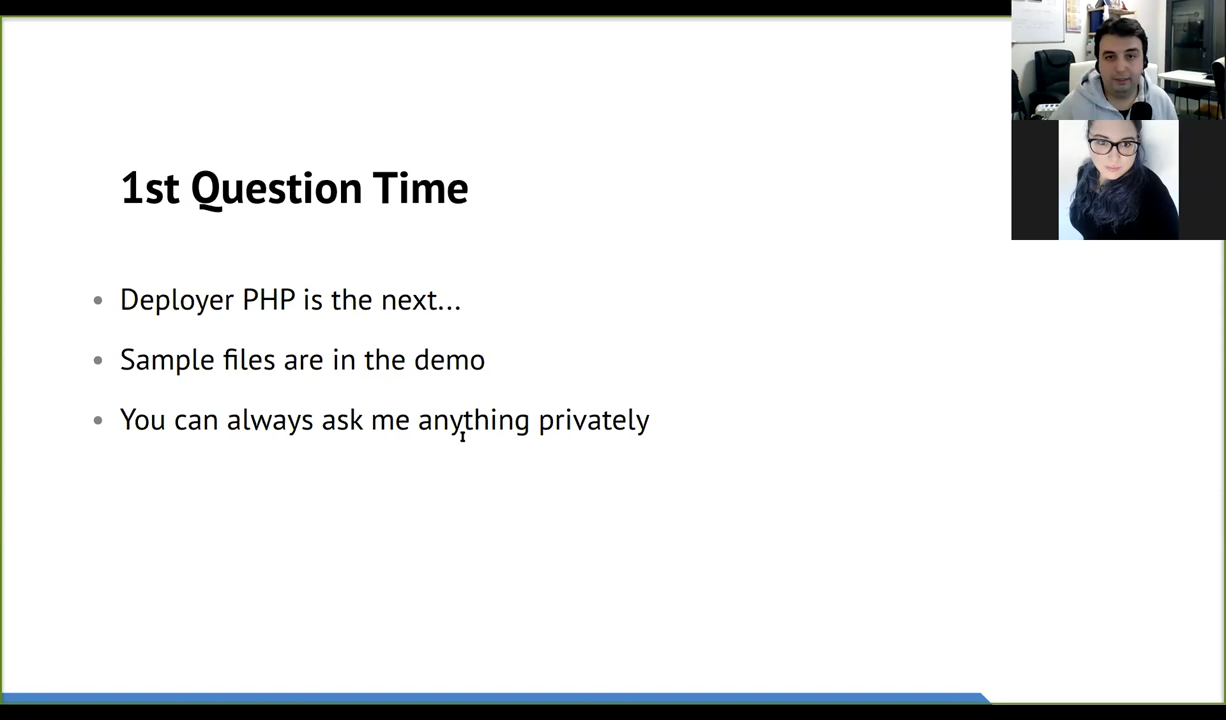 1st Question Time
Deployer PHP is the next...
Sample files are in the demo
You can always ask me anything privately